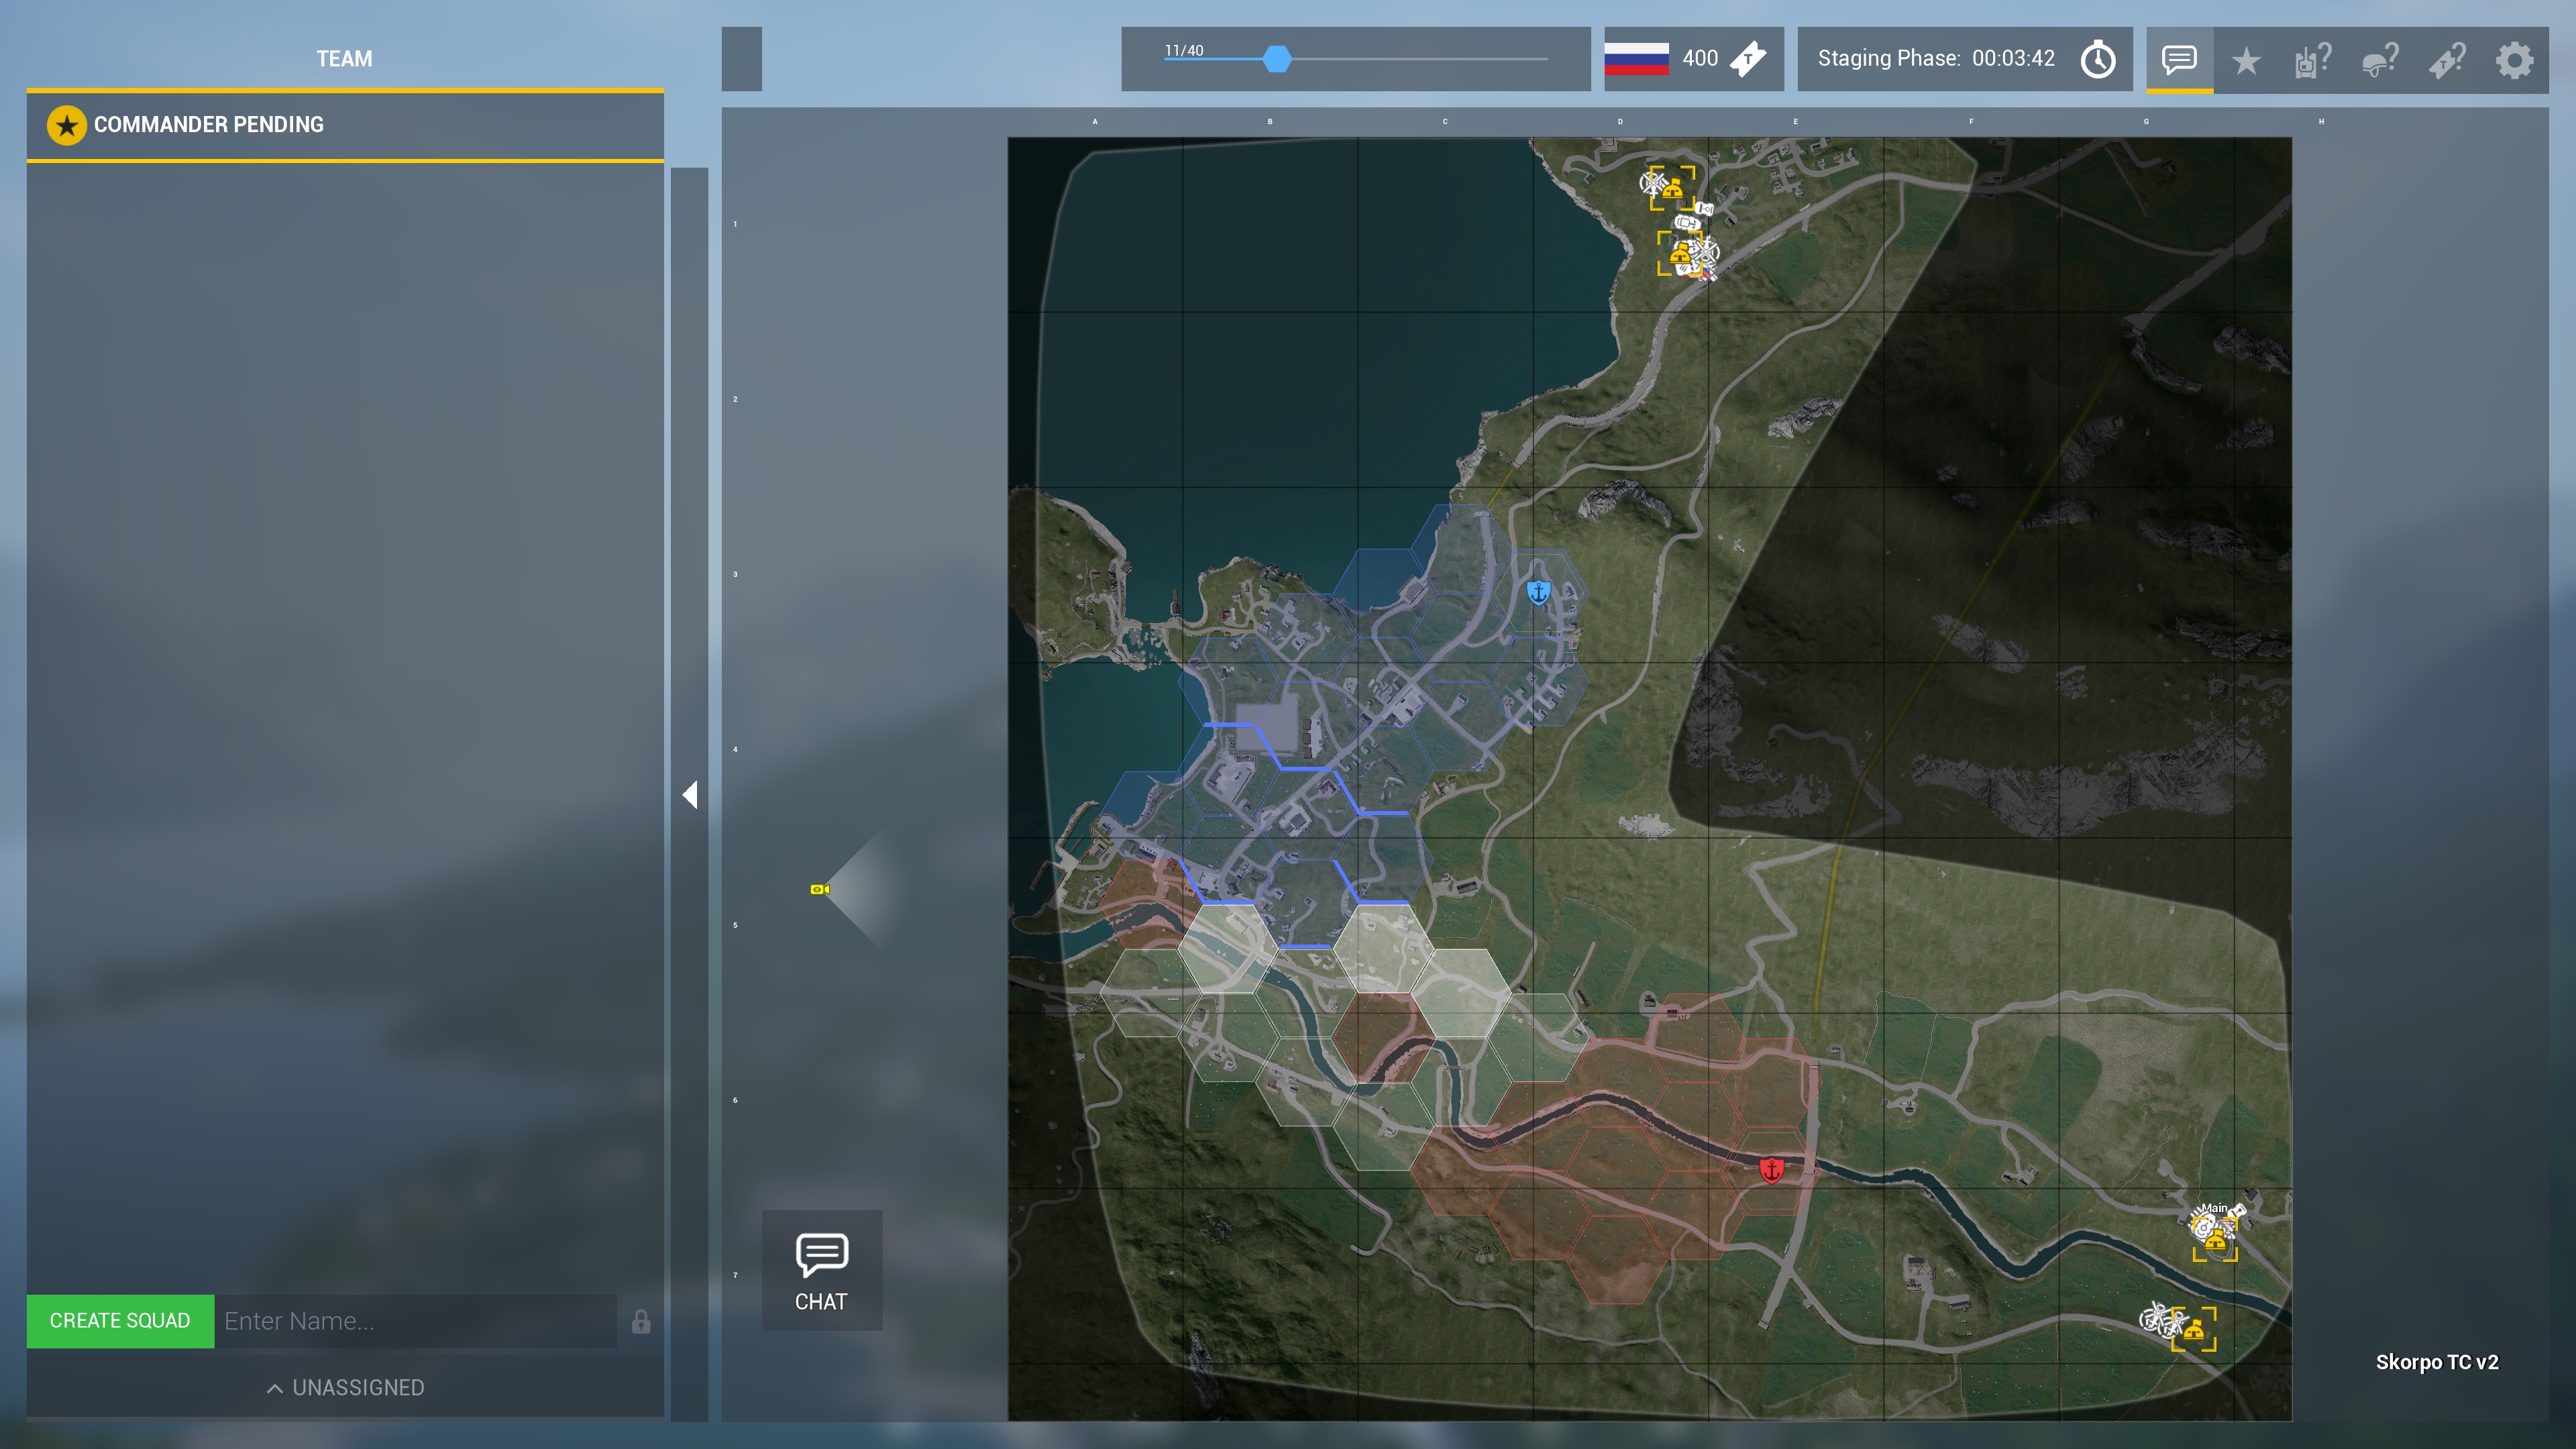 TEAM
11/40
400
Staging Phase: 00:03:42
COMMANDER PENDING
A B C D E F G H
1
2
3
4
5
6
7
Main
CHAT
CREATE SQUAD
Enter Name...
Skorpo TC v2
UNASSIGNED